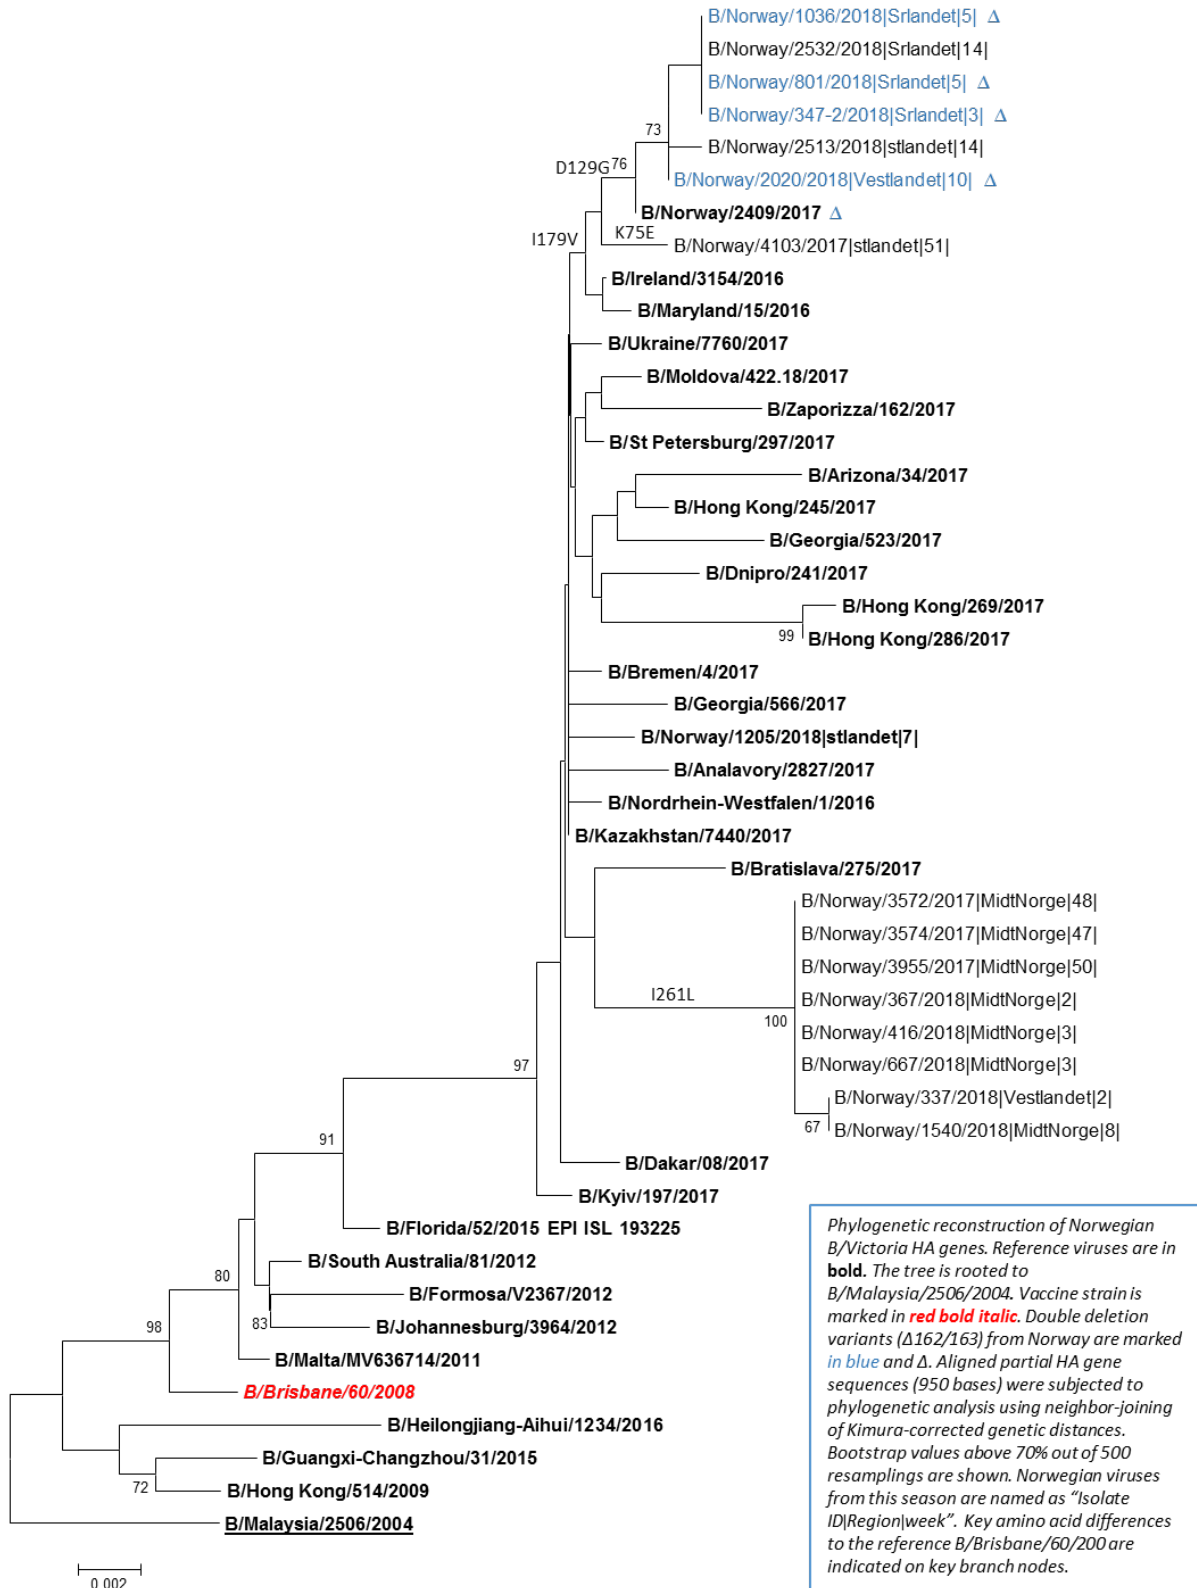 B/Norway/1036/2018|Srlandet|5| Δ
B/Norway/2532/2018|Srlandet|14|
B/Norway/801/2018|Srlandet|5| Δ
B/Norway/347-2/2018|Srlandet|3| Δ
73
B/Norway/2513/2018|stlandet|14|
D129G
76
B/Norway/2020/2018|Vestlandet|10| Δ
B/Norway/2409/2017 Δ
I179V
K75E
B/Norway/4103/2017|stlandet|51|
B/Ireland/3154/2016
B/Maryland/15/2016
B/Ukraine/7760/2017
B/Moldova/422.18/2017
B/Zaporizza/162/2017
B/St Petersburg/297/2017
B/Arizona/34/2017
B/Hong Kong/245/2017
B/Georgia/523/2017
B/Dnipro/241/2017
B/Hong Kong/269/2017
99
B/Hong Kong/286/2017
B/Bremen/4/2017
B/Georgia/566/2017
B/Norway/1205/2018|stlandet|7|
B/Analavory/2827/2017
B/Nordrhein-Westfalen/1/2016
B/Kazakhstan/7440/2017
B/Bratislava/275/2017
B/Norway/3572/2017|MidtNorge|48|
B/Norway/3574/2017|MidtNorge|47|
B/Norway/3955/2017|MidtNorge|50|
I261L
B/Norway/367/2018|MidtNorge|2|
100
B/Norway/416/2018|MidtNorge|3|
B/Norway/667/2018|MidtNorge|3|
97
B/Norway/337/2018|Vestlandet|2|
67
B/Norway/1540/2018|MidtNorge|8|
91
B/Dakar/08/2017
B/Kyiv/197/2017
B/Florida/52/2015 EPI ISL 193225
B/South Australia/81/2012
80
B/Formosa/V2367/2012
83
B/Johannesburg/3964/2012
98
B/Malta/MV636714/2011
B/Brisbane/60/2008
B/Heilongjiang-Aihui/1234/2016
B/Guangxi-Changzhou/31/2015
72
B/Hong Kong/514/2009
B/Malaysia/2506/2004
0.002
Phylogenetic reconstruction of Norwegian
B/Victoria HA genes. Reference viruses are in
bold. The tree is rooted to
B/Malaysia/2506/2004. Vaccine strain is
marked in red bold italic. Double deletion
variants (Δ162/163) from Norway are marked
in blue and Δ. Aligned partial HA gene
sequences (950 bases) were subjected to
phylogenetic analysis using neighbor-joining
of Kimura-corrected genetic distances.
Bootstrap values above 70% out of 500
resamplings are shown. Norwegian viruses
from this season are named as “Isolate
ID|Region|week”. Key amino acid differences
to the reference B/Brisbane/60/200 are
indicated on key branch nodes.